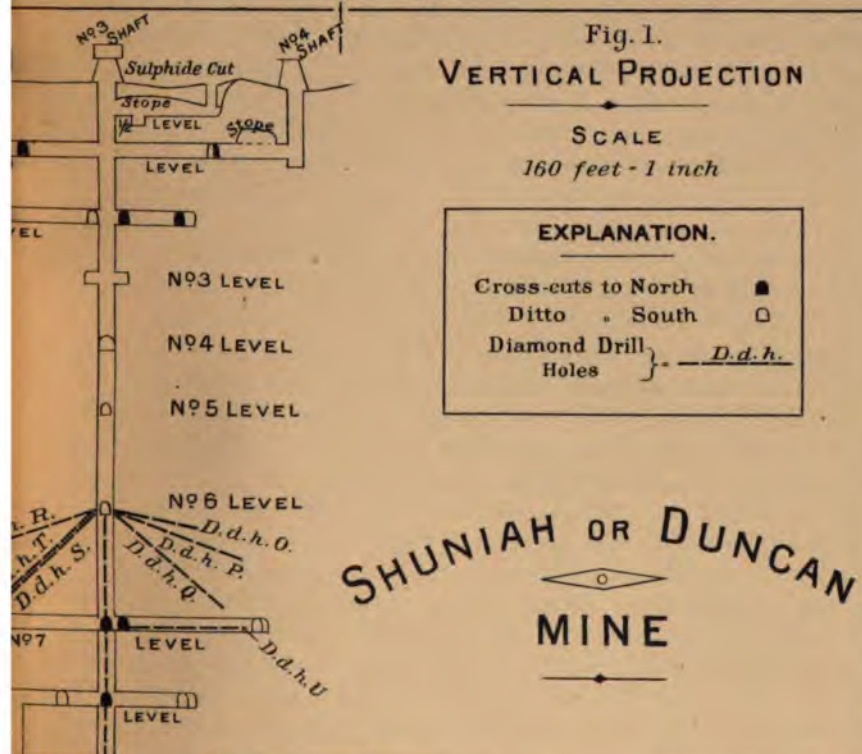 Fig. 1.
VERTICAL PROJECTION
SCALE
160 feet - 1 inch
EXPLANATION.
Cross-cuts to North
Ditto " South
Diamond Drill Holes } = D.d.h.
SHUNIAH OR DUNCAN
MINE
Nº3 SHAFT
Nº4 SHAFT
Sulphide Cut
Stope
½ LEVEL
Stope
LEVEL
VEL
Nº3 LEVEL
Nº4 LEVEL
Nº5 LEVEL
Nº6 LEVEL
h. R.
h. T.
D.d.h. S.
D.d.h. O.
D.d.h. P.
D.d.h. Q.
Nº7 LEVEL
D.d.h. U
LEVEL